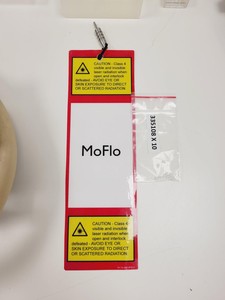 CAUTION - Class 4
visible and invisible
laser radiation when
open and interlock
defeated - AVOID EYE OR
SKIN EXPOSURE TO DIRECT
OR SCATTERED RADIATION
MoFlo
335108 X 10
CAUTION - Class 4
visible and invisible
laser radiation when
open and interlock
defeated - AVOID EYE OR
SKIN EXPOSURE TO DIRECT
OR SCATTERED RADIATION